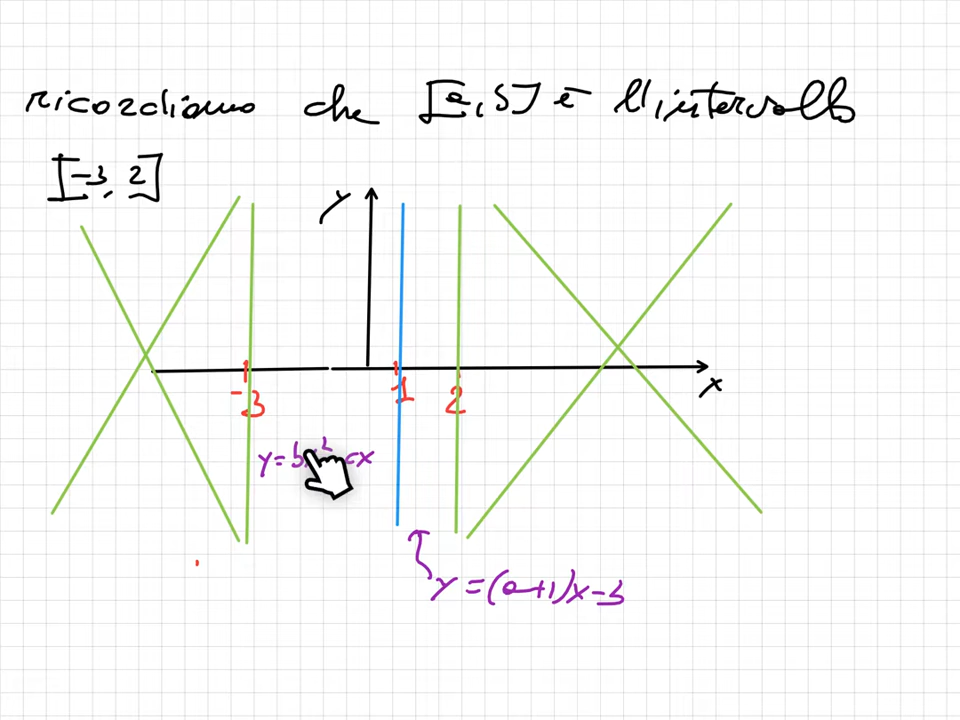 ricordiamo che [a, b] è l'intervallo
[-3, 2]
y
-3 1 2 x
y = (a+1)x-3